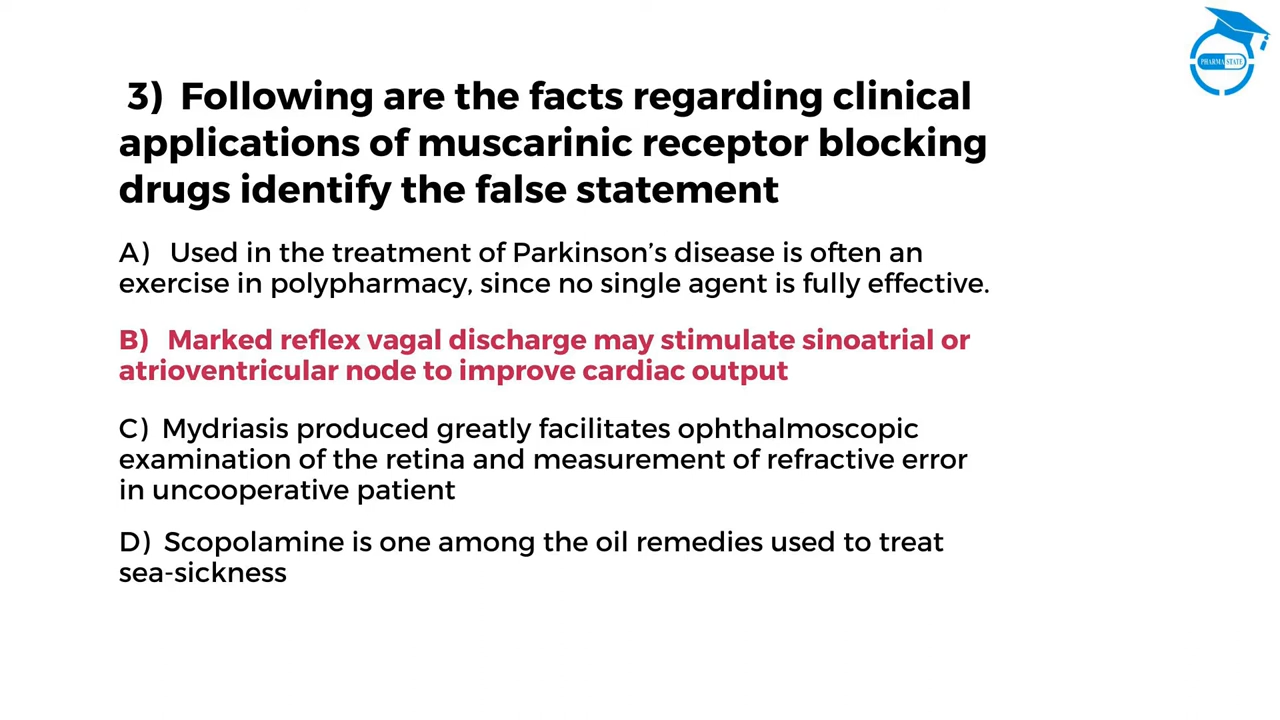 PHARMA STATE
3) Following are the facts regarding clinical
applications of muscarinic receptor blocking
drugs identify the false statement
A) Used in the treatment of Parkinson’s disease is often an
exercise in polypharmacy, since no single agent is fully effective.
B) Marked reflex vagal discharge may stimulate sinoatrial or
atrioventricular node to improve cardiac output
C) Mydriasis produced greatly facilitates ophthalmoscopic
examination of the retina and measurement of refractive error
in uncooperative patient
D) Scopolamine is one among the oil remedies used to treat
sea-sickness